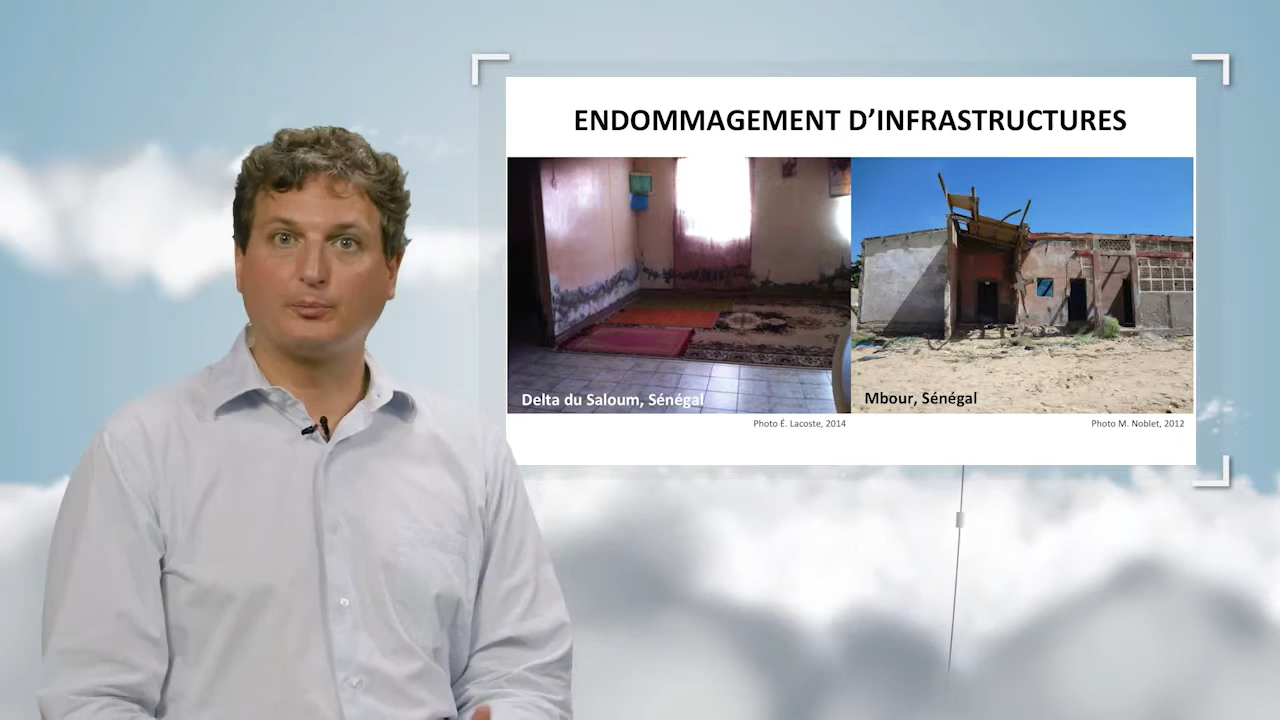 ENDOMMAGEMENT D’INFRASTRUCTURES
Delta du Saloum, Sénégal
Mbour, Sénégal
Photo É. Lacoste, 2014
Photo M. Noblet, 2012